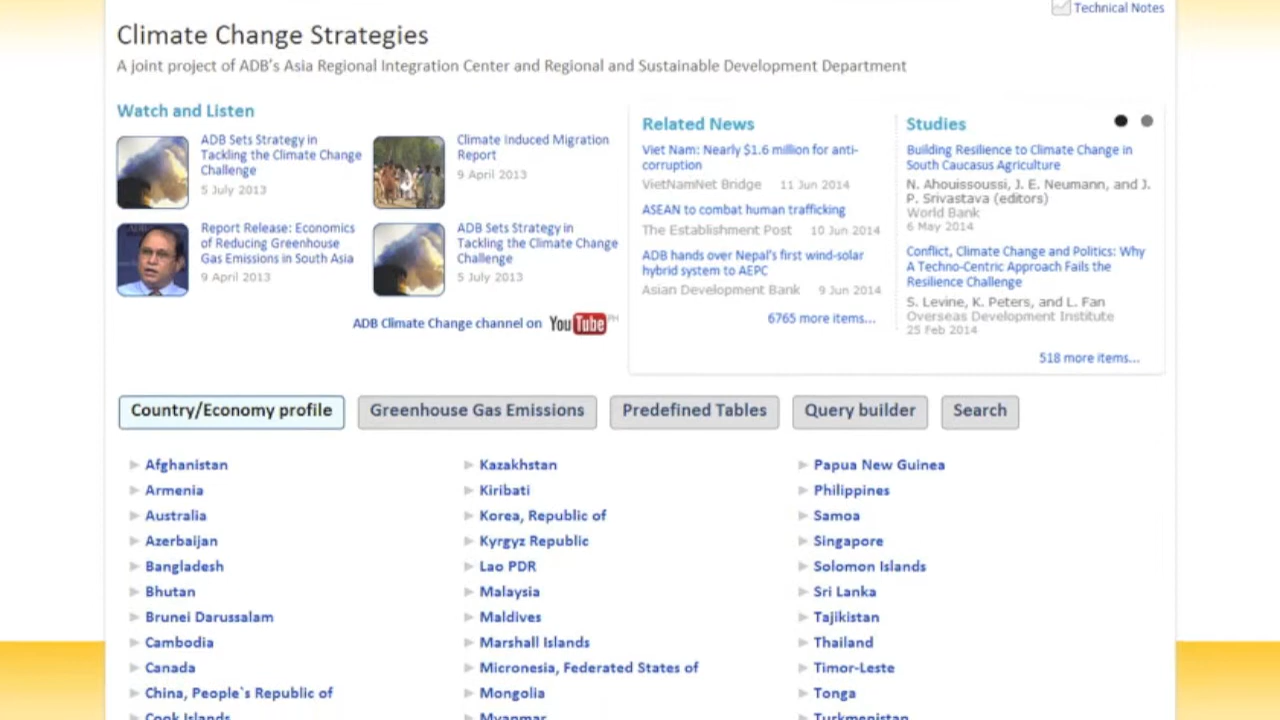 Technical Notes
Climate Change Strategies
A joint project of ADB's Asia Regional Integration Center and Regional and Sustainable Development Department
Watch and Listen
ADB Sets Strategy in
Tackling the Climate Change
Challenge
5 July 2013
Climate Induced Migration
Report
9 April 2013
Report Release: Economics
of Reducing Greenhouse
Gas Emissions in South Asia
9 April 2013
ADB Sets Strategy in
Tackling the Climate Change
Challenge
5 July 2013
ADB Climate Change channel on YouTube PH
Related News
Viet Nam: Nearly $1.6 million for anti-
corruption
VietNamNet Bridge 11 Jun 2014
ASEAN to combat human trafficking
The Establishment Post 10 Jun 2014
ADB hands over Nepal's first wind-solar
hybrid system to AEPC
Asian Development Bank 9 Jun 2014
6765 more items...
Studies
Building Resilience to Climate Change in
South Caucasus Agriculture
N. Ahouissoussi, J. E. Neumann, and J.
P. Srivastava (editors)
World Bank
6 May 2014
Conflict, Climate Change and Politics: Why
A Techno-Centric Approach Fails the
Resilience Challenge
S. Levine, K. Peters, and L. Fan
Overseas Development Institute
25 Feb 2014
518 more items...
Country/Economy profile
Greenhouse Gas Emissions
Predefined Tables
Query builder
Search
Afghanistan
Armenia
Australia
Azerbaijan
Bangladesh
Bhutan
Brunei Darussalam
Cambodia
Canada
China, People`s Republic of
Cook Islands
Kazakhstan
Kiribati
Korea, Republic of
Kyrgyz Republic
Lao PDR
Malaysia
Maldives
Marshall Islands
Micronesia, Federated States of
Mongolia
Myanmar
Papua New Guinea
Philippines
Samoa
Singapore
Solomon Islands
Sri Lanka
Tajikistan
Thailand
Timor-Leste
Tonga
Turkmenistan